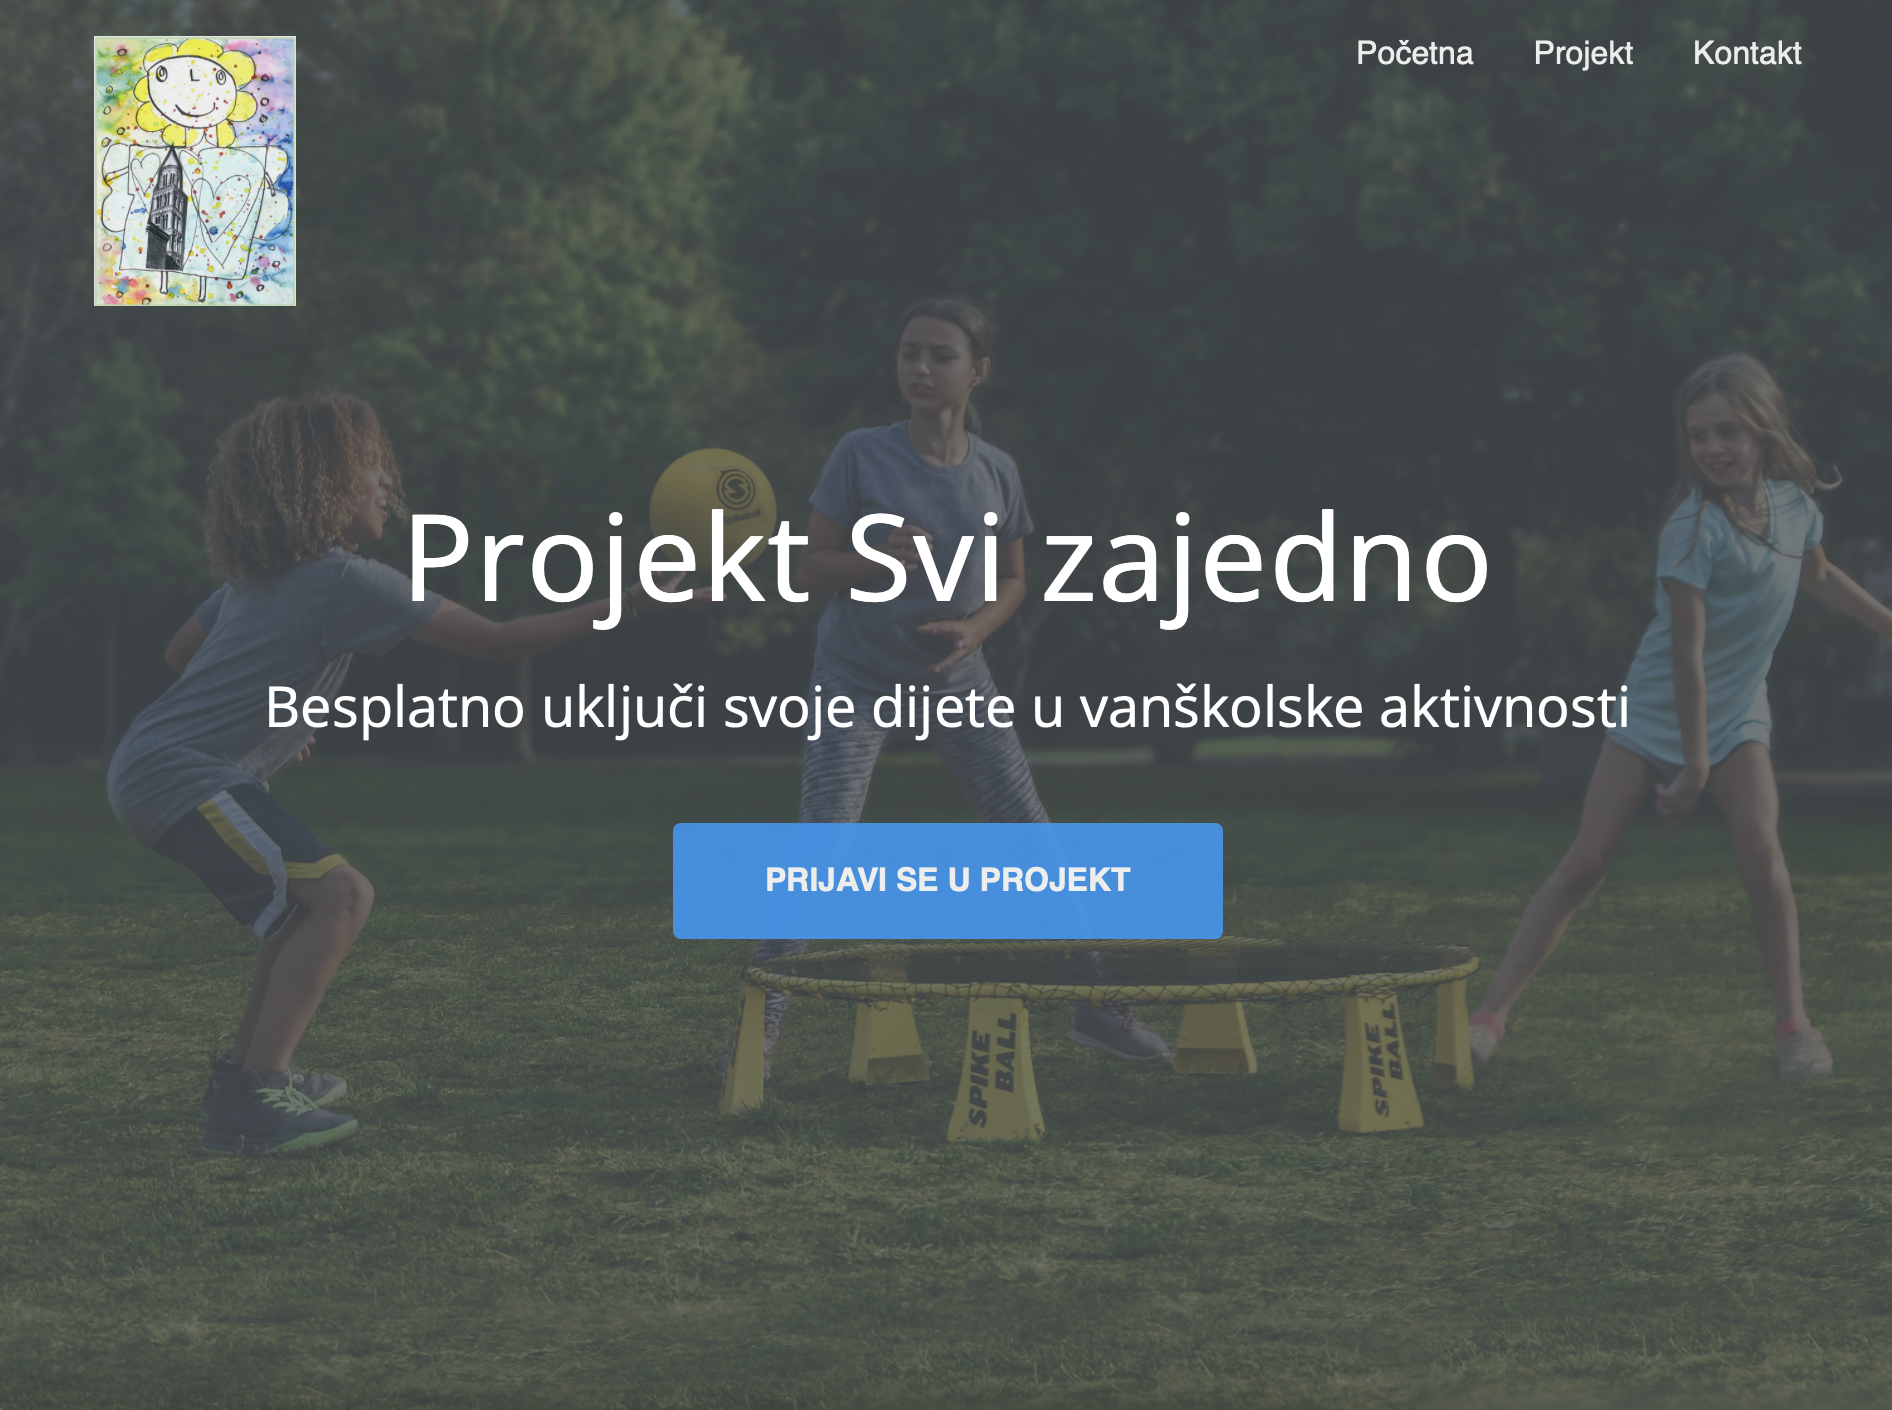 Početna Projekt Kontakt
Projekt Svi zajedno
Besplatno uključi svoje dijete u vanškolske aktivnosti
PRIJAVI SE U PROJEKT
SPIKE
BALL
SPIKE
BALL